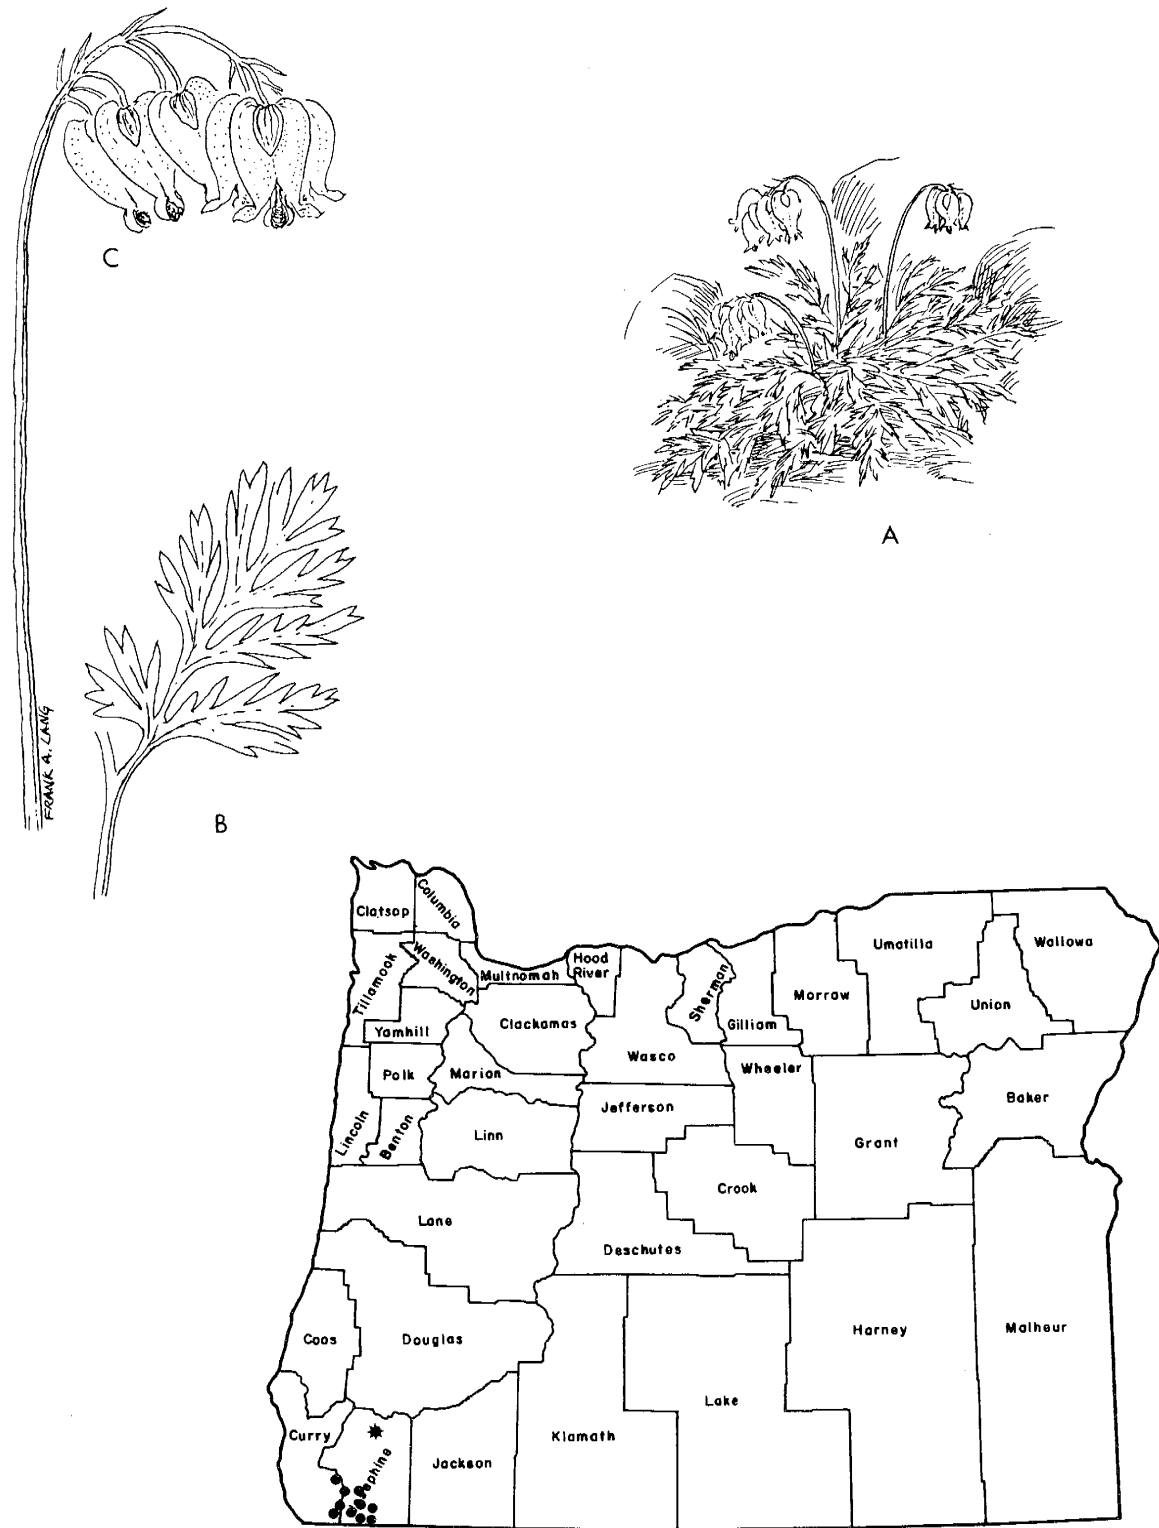 C
A
FRANK A. LANG
B
Clatsop
Columbia
Tillamook
Washington
Multnomah
Hood
River
Sherman
Gilliam
Morraw
Umatilla
Union
Wallowa
Yamhill
Clackamas
Wasco
Wheeler
Polk
Marion
Jefferson
Grant
Baker
Lincoln
Benton
Linn
Crook
Lane
Deschutes
Coos
Douglas
Harney
Malheur
Curry
Jackson
Klamath
Lake